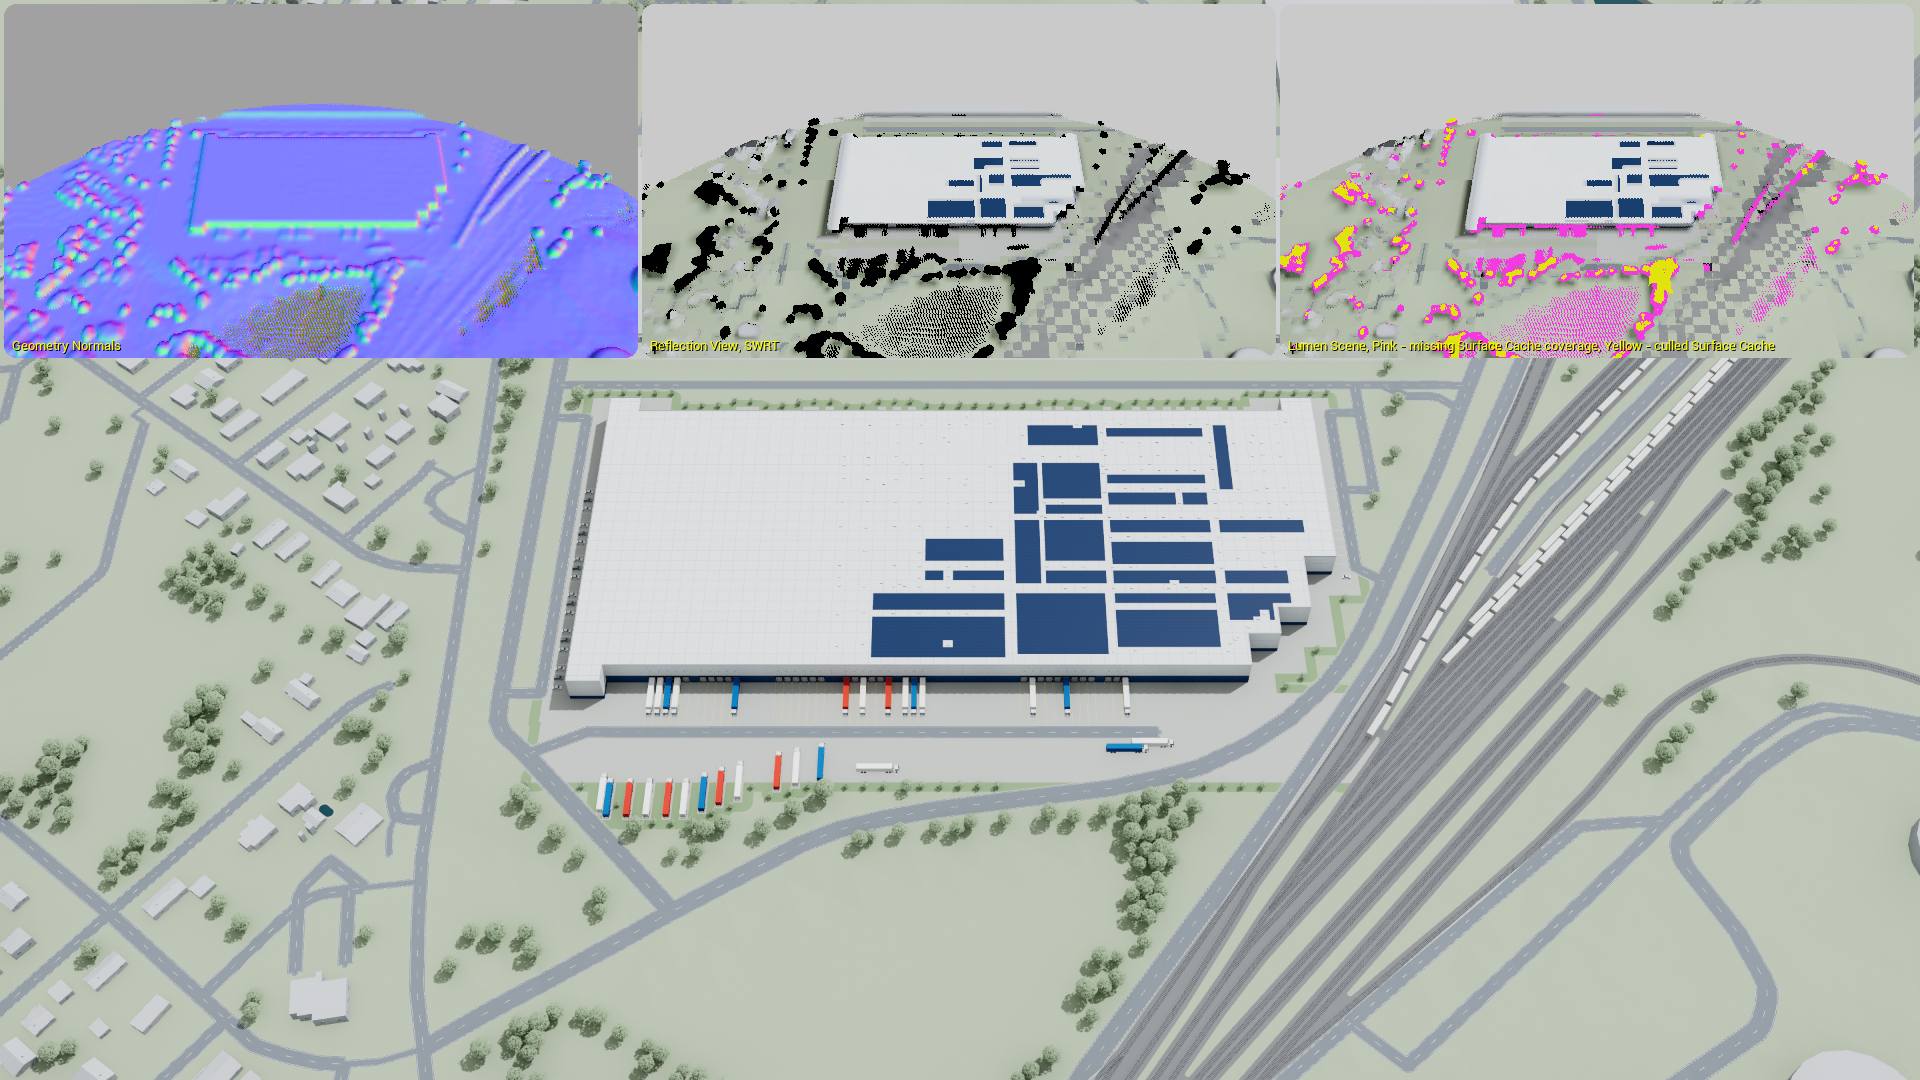 Geometry Normals
Reflection View, SWRT
Lumen Scene, Pink - missing Surface Cache coverage, Yellow - culled Surface Cache